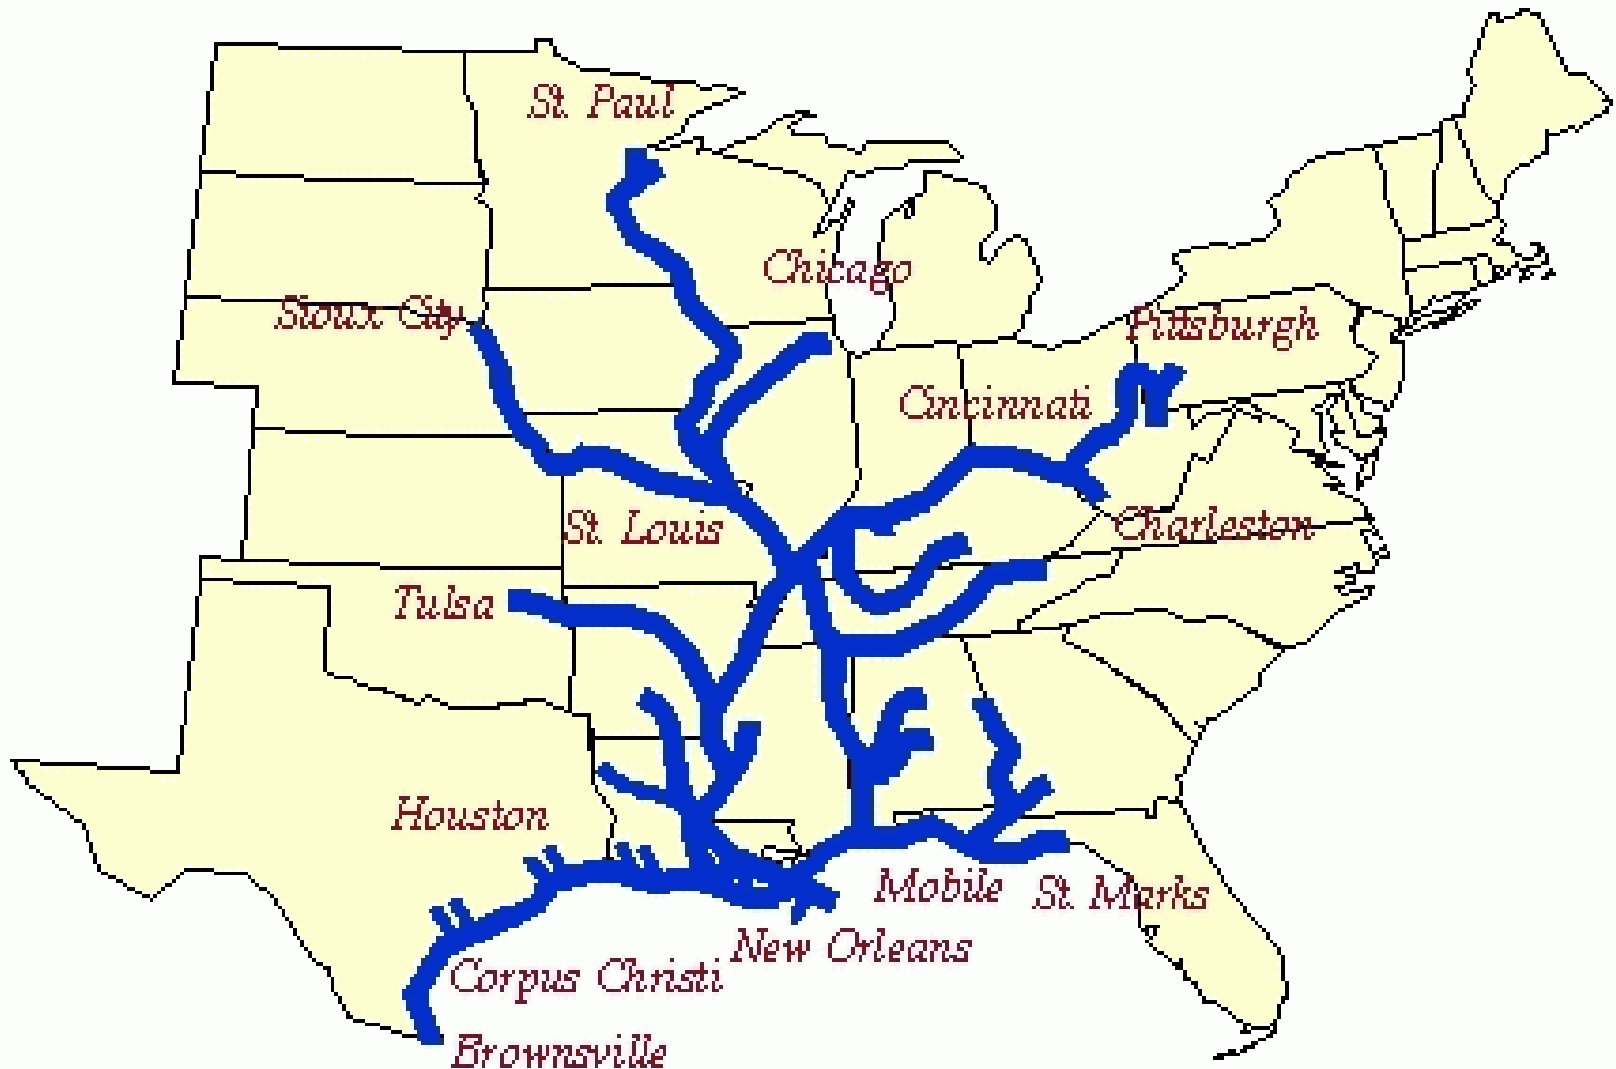 St. Paul
Chicago
Sioux City
Pittsburgh
Cincinnati
St. Louis
Charleston
Tulsa
Houston
Mobile
St. Marks
New Orleans
Corpus Christi
Brownsville